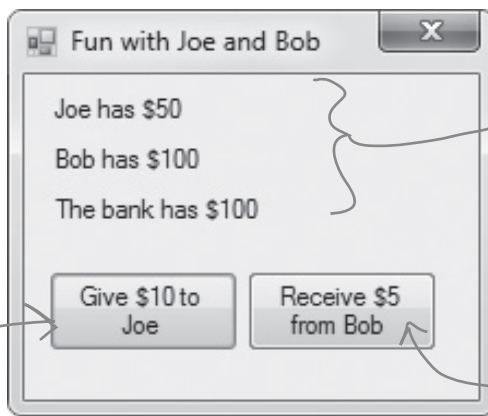 Fun with Joe and Bob
Joe has $50
Bob has $100
The bank has $100
Give $10 to
Joe
Receive $5
from Bob